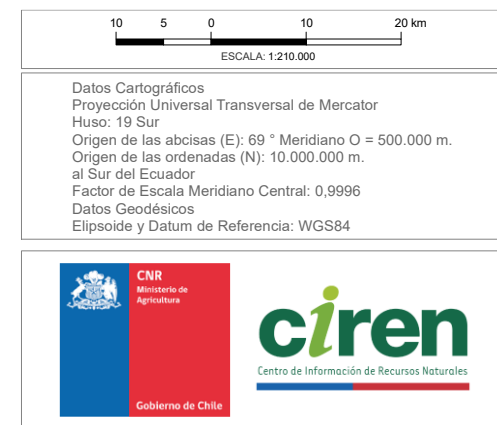 10 5 0 10 20 km
ESCALA: 1:210.000
Datos Cartográficos
Proyección Universal Transversal de Mercator
Huso: 19 Sur
Origen de las abcisas (E): 69 ° Meridiano O = 500.000 m.
Origen de las ordenadas (N): 10.000.000 m.
al Sur del Ecuador
Factor de Escala Meridiano Central: 0,9996
Datos Geodésicos
Elipsoide y Datum de Referencia: WGS84
CNR
Ministerio de
Agricultura
Gobierno de Chile
ciren
Centro de Información de Recursos Naturales